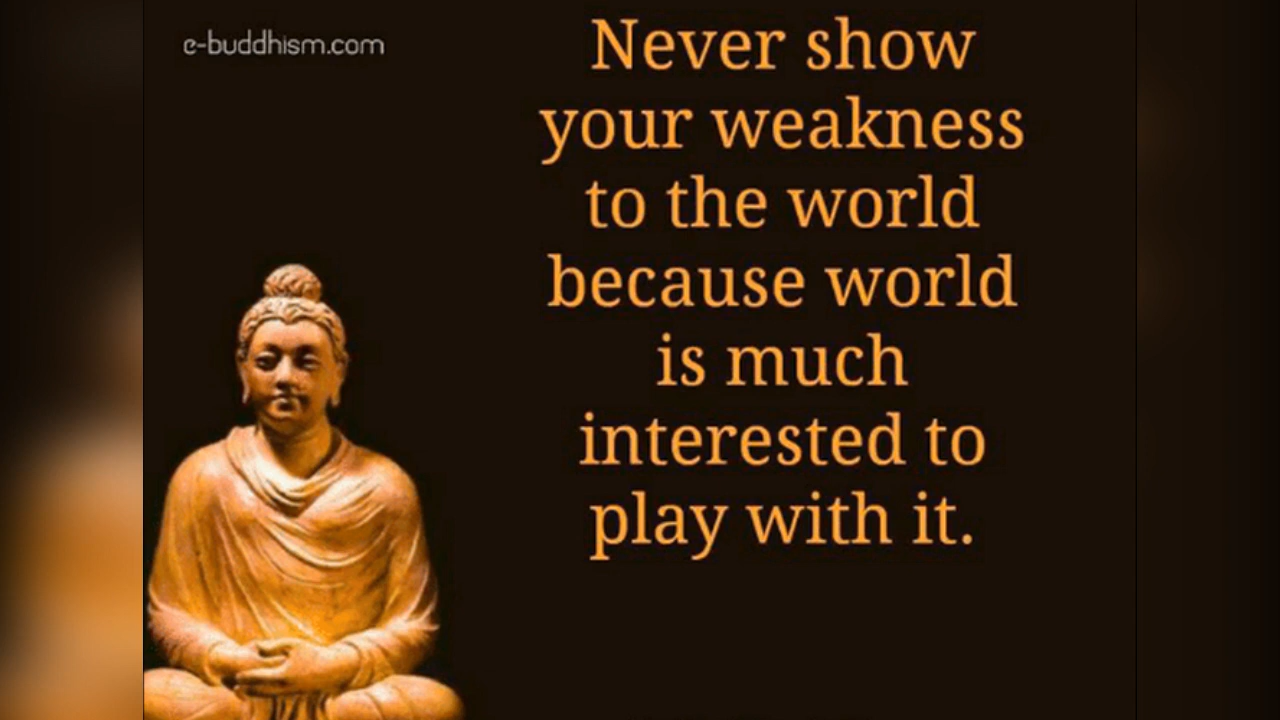 e-buddhism.com
Never show
your weakness
to the world
because world
is much
interested to
play with it.